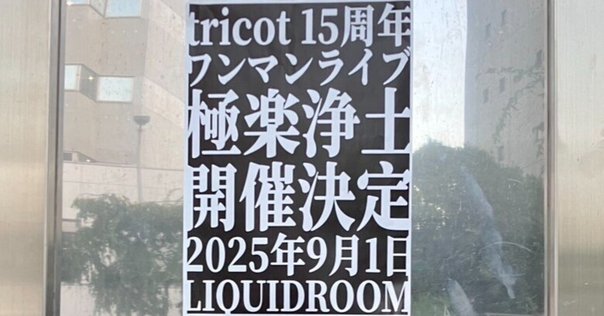 tricot 15周年
ワンマンライブ
極楽浄土
開催決定
2025年9月1日
LIQUIDROOM